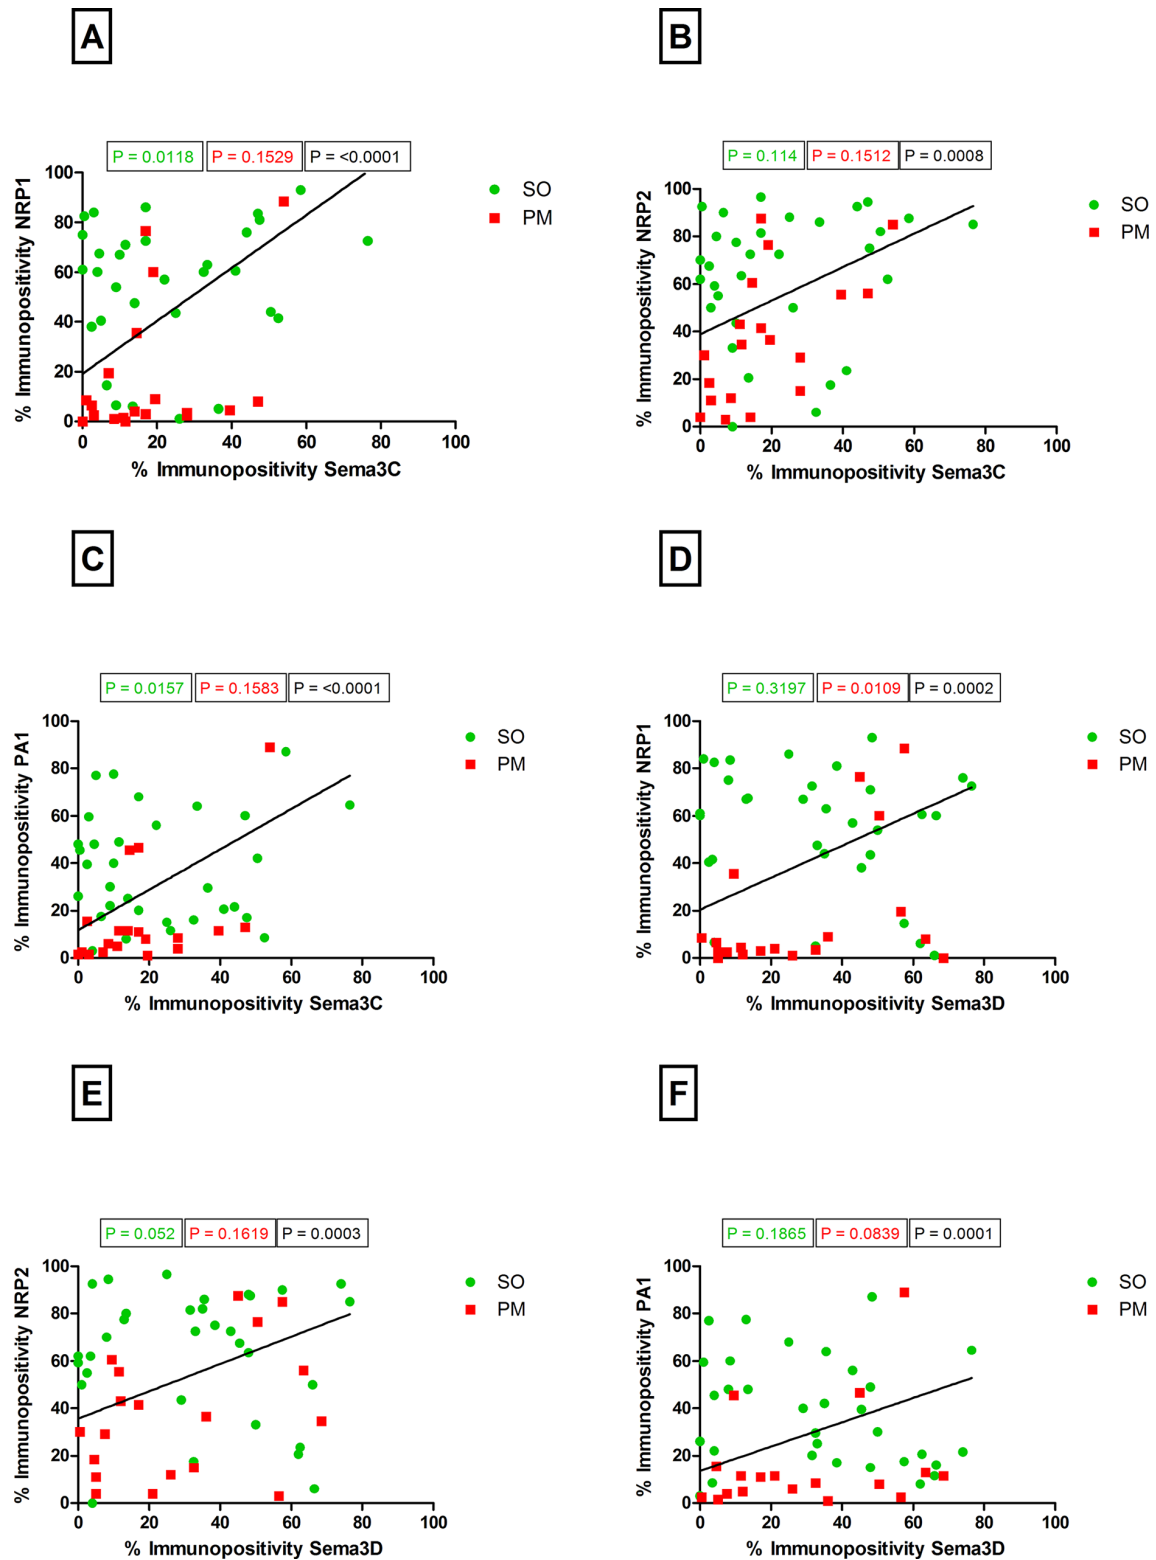 A
P = 0.0118 P = 0.1529 P = <0.0001
% Immunopositivity NRP1
100
80
60
40
20
0
0 20 40 60 80 100
% Immunopositivity Sema3C
SO
PM
B
P = 0.114 P = 0.1512 P = 0.0008
% Immunopositivity NRP2
100
80
60
40
20
0
0 20 40 60 80 100
% Immunopositivity Sema3C
SO
PM
C
P = 0.0157 P = 0.1583 P = <0.0001
% Immunopositivity PA1
100
80
60
40
20
0
0 20 40 60 80 100
% Immunopositivity Sema3C
SO
PM
D
P = 0.3197 P = 0.0109 P = 0.0002
% Immunopositivity NRP1
100
80
60
40
20
0
0 20 40 60 80 100
% Immunopositivity Sema3D
SO
PM
E
P = 0.052 P = 0.1619 P = 0.0003
% Immunopositivity NRP2
100
80
60
40
20
0
0 20 40 60 80 100
% Immunopositivity Sema3D
SO
PM
F
P = 0.1865 P = 0.0839 P = 0.0001
% Immunopositivity PA1
100
80
60
40
20
0
0 20 40 60 80 100
% Immunopositivity Sema3D
SO
PM